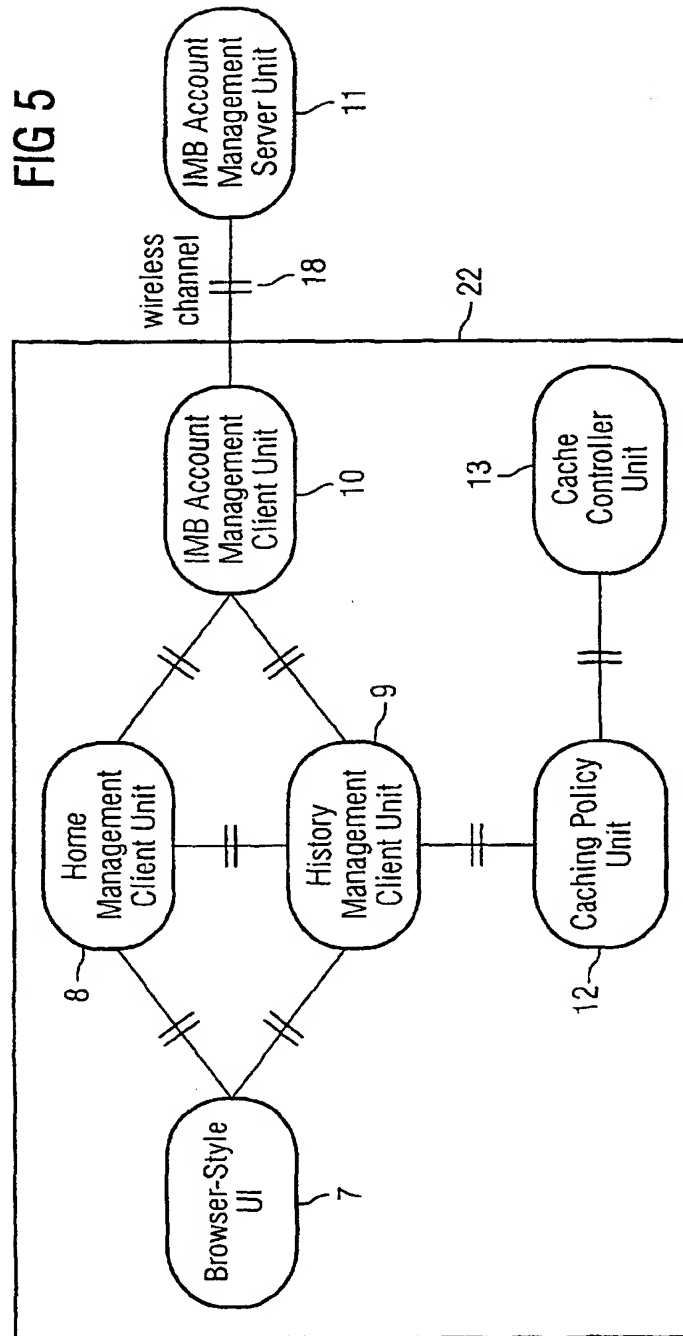 FIG 5
Home
Management
Client Unit
8
Browser-Style
UI
7
History
Management
Client Unit
9
IMB Account
Management
Client Unit
10
wireless
channel
18
IMB Account
Management
Server Unit
11
22
Caching Policy
Unit
12
Cache
Controller
Unit
13